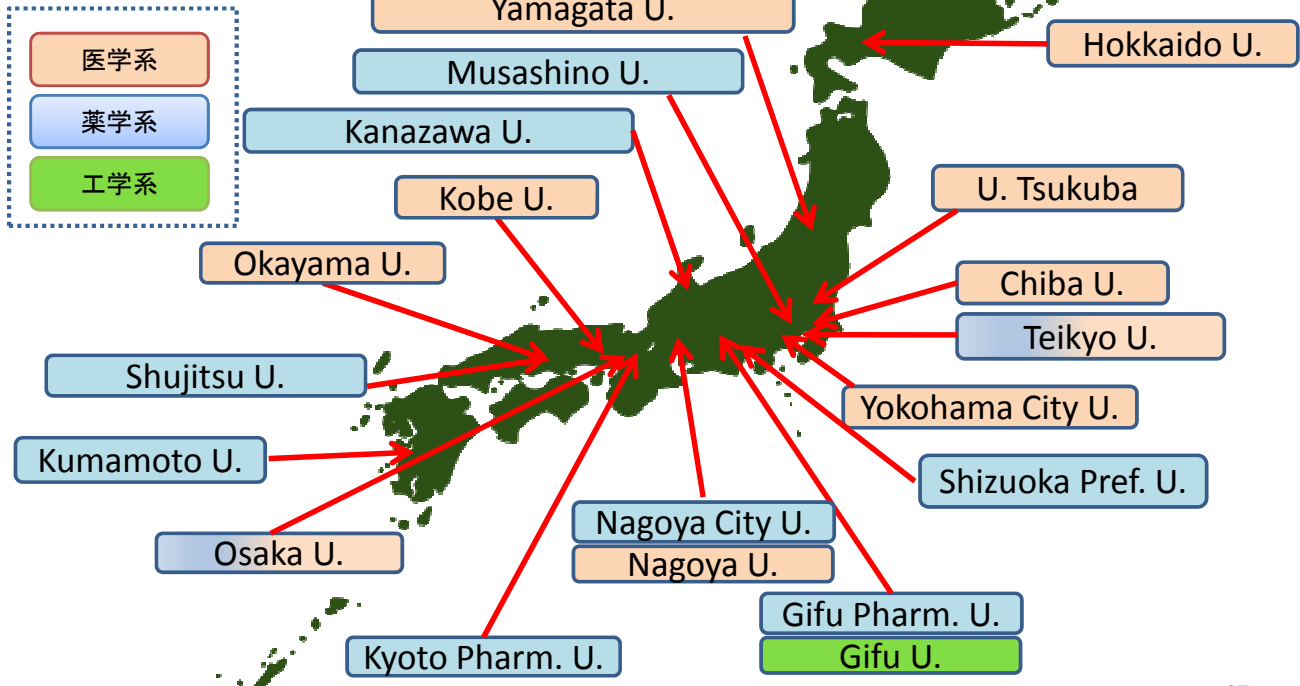 Yamagata U.
医学系
Hokkaido U.
Musashino U.
薬学系
Kanazawa U.
工学系
Kobe U.
U. Tsukuba
Okayama U.
Chiba U.
Teikyo U.
Shujitsu U.
Yokohama City U.
Kumamoto U.
Shizuoka Pref. U.
Nagoya City U.
Osaka U.
Nagoya U.
Gifu Pharm. U.
Kyoto Pharm. U.
Gifu U.